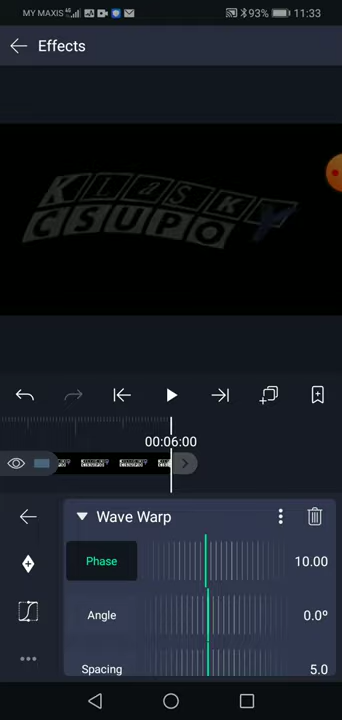 MY MAXIS 4G 93% 11:33
Effects
KLaSKY
CSUPO
00:06:00
Wave Warp
Phase 10.00
Angle 0.0°
Spacing 5.0